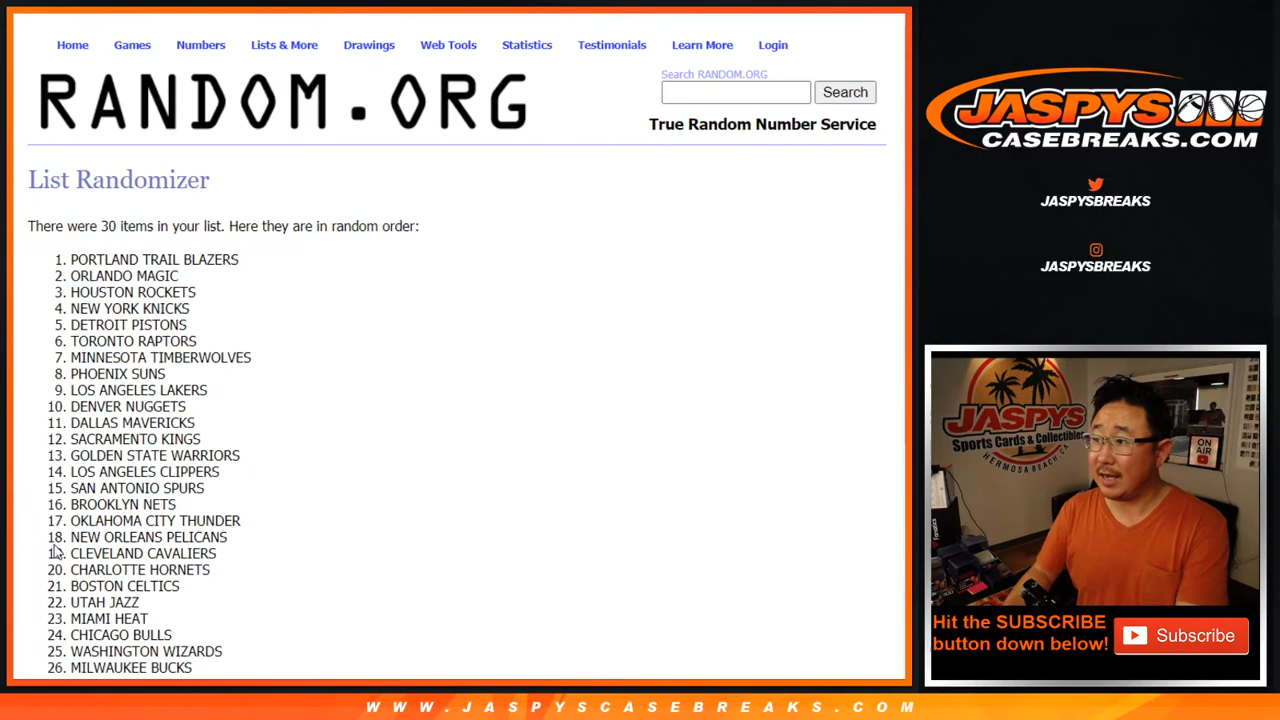 Home Games Numbers Lists & More Drawings Web Tools Statistics Testimonials Learn More Login
RANDOM.ORG
Search RANDOM.ORG
Search
True Random Number Service
List Randomizer
There were 30 items in your list. Here they are in random order:
1. PORTLAND TRAIL BLAZERS
2. ORLANDO MAGIC
3. HOUSTON ROCKETS
4. NEW YORK KNICKS
5. DETROIT PISTONS
6. TORONTO RAPTORS
7. MINNESOTA TIMBERWOLVES
8. PHOENIX SUNS
9. LOS ANGELES LAKERS
10. DENVER NUGGETS
11. DALLAS MAVERICKS
12. SACRAMENTO KINGS
13. GOLDEN STATE WARRIORS
14. LOS ANGELES CLIPPERS
15. SAN ANTONIO SPURS
16. BROOKLYN NETS
17. OKLAHOMA CITY THUNDER
18. NEW ORLEANS PELICANS
19. CLEVELAND CAVALIERS
20. CHARLOTTE HORNETS
21. BOSTON CELTICS
22. UTAH JAZZ
23. MIAMI HEAT
24. CHICAGO BULLS
25. WASHINGTON WIZARDS
26. MILWAUKEE BUCKS
JASPYS
CASEBREAKS.COM
JASPYSBREAKS
JASPYSBREAKS
JASPYS
Sports Cards & Collectibles
HERMOSA BEACH, CA
ON AIR
Hit the SUBSCRIBE
button down below!
Subscribe
WWW.JASPYSCASEBREAKS.COM